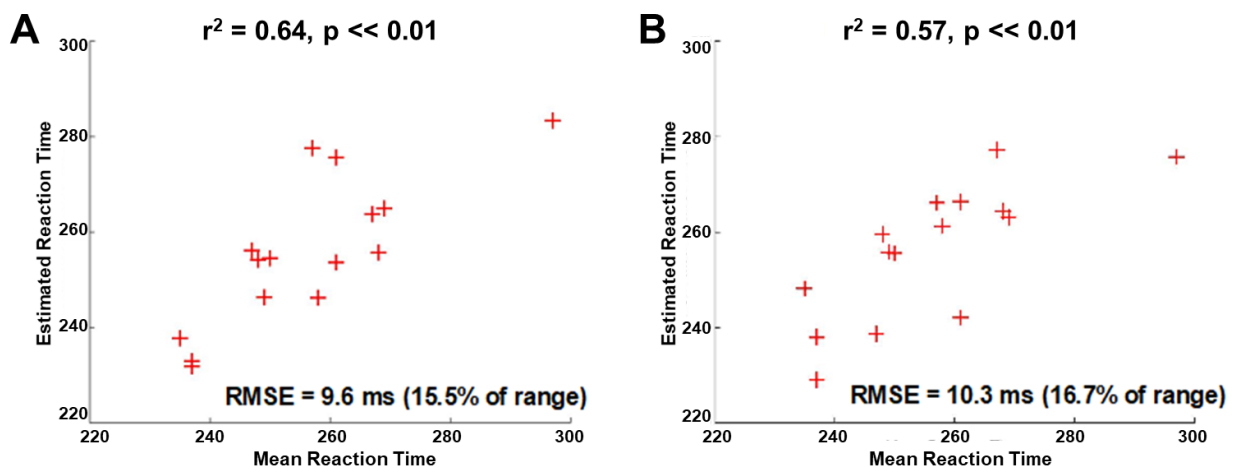 A
r² = 0.64, p << 0.01
300
280
260
240
220
Estimated Reaction Time
RMSE = 9.6 ms (15.5% of range)
220 240 260 280 300
Mean Reaction Time
B
r² = 0.57, p << 0.01
300
280
260
240
220
Estimated Reaction Time
RMSE = 10.3 ms (16.7% of range)
220 240 260 280 300
Mean Reaction Time